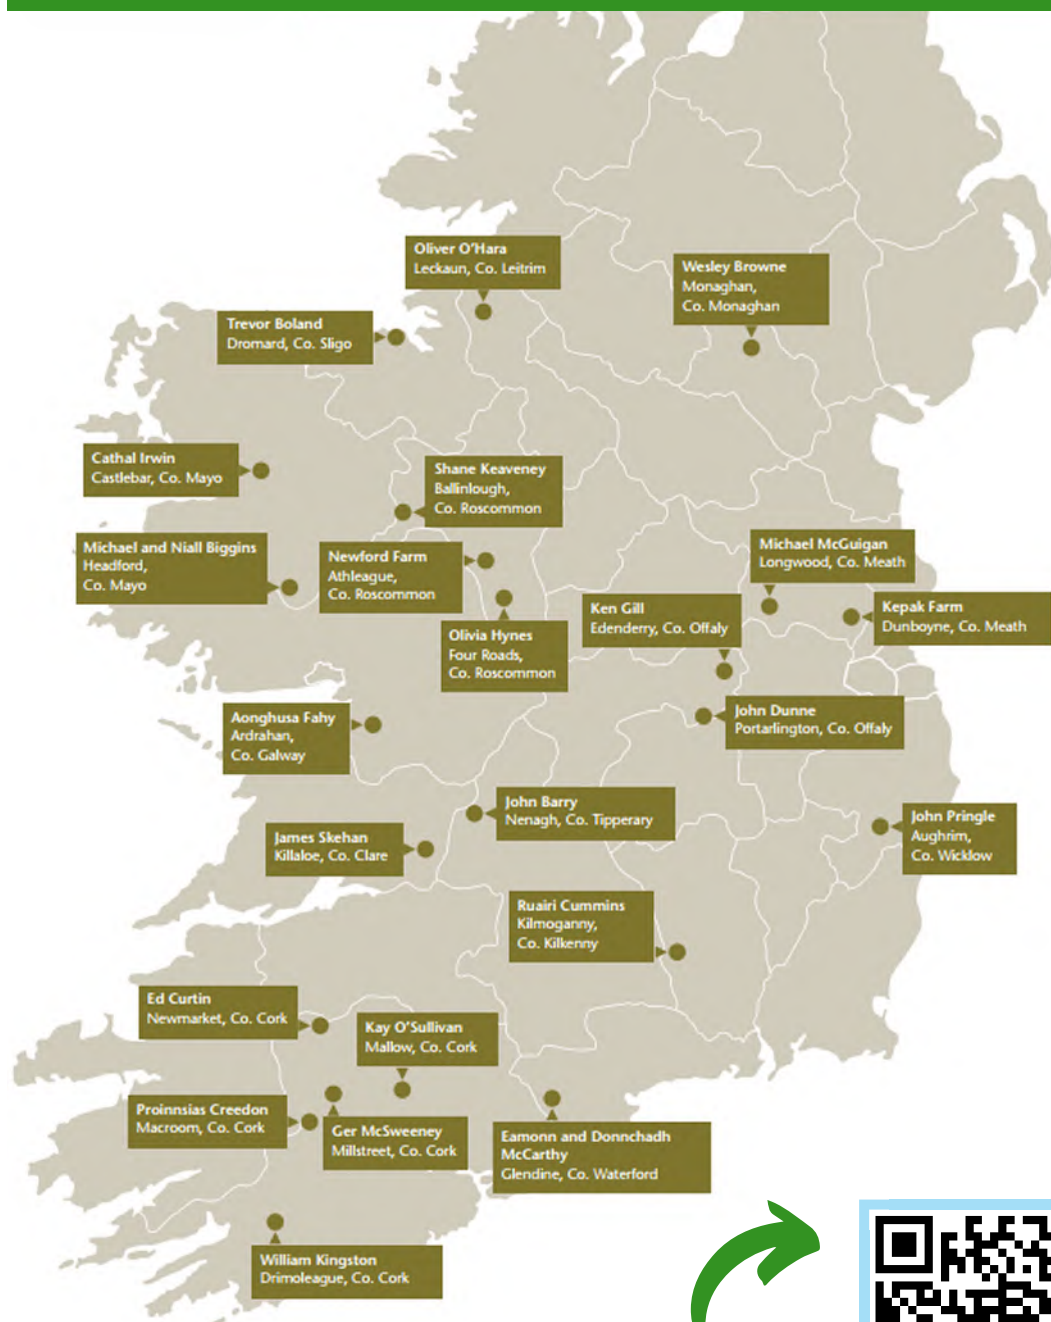 Oliver O'Hara
Leckaun, Co. Leitrim
Wesley Browne
Monaghan,
Co. Monaghan
Trevor Boland
Dromard, Co. Sligo
Cathal Irwin
Castlebar, Co. Mayo
Shane Keaveney
Ballinlough,
Co. Roscommon
Michael and Niall Biggins
Headford,
Co. Mayo
Newford Farm
Athleague,
Co. Roscommon
Michael McGuigan
Longwood, Co. Meath
Ken Gill
Edenderry, Co. Offaly
Kepak Farm
Dunboyne, Co. Meath
Olivia Hynes
Four Roads,
Co. Roscommon
Aonghusa Fahy
Ardrahan,
Co. Galway
John Dunne
Portarlington, Co. Offaly
John Barry
Nenagh, Co. Tipperary
John Pringle
Aughrim,
Co. Wicklow
James Skehan
Killaloe, Co. Clare
Ruairi Cummins
Kilmoganny,
Co. Kilkenny
Ed Curtin
Newmarket, Co. Cork
Kay O'Sullivan
Mallow, Co. Cork
Proinnsias Creedon
Macroom, Co. Cork
Ger McSweeney
Millstreet, Co. Cork
Eamonn and Donnchadh
McCarthy
Glendine, Co. Waterford
William Kingston
Drimoleague, Co. Cork